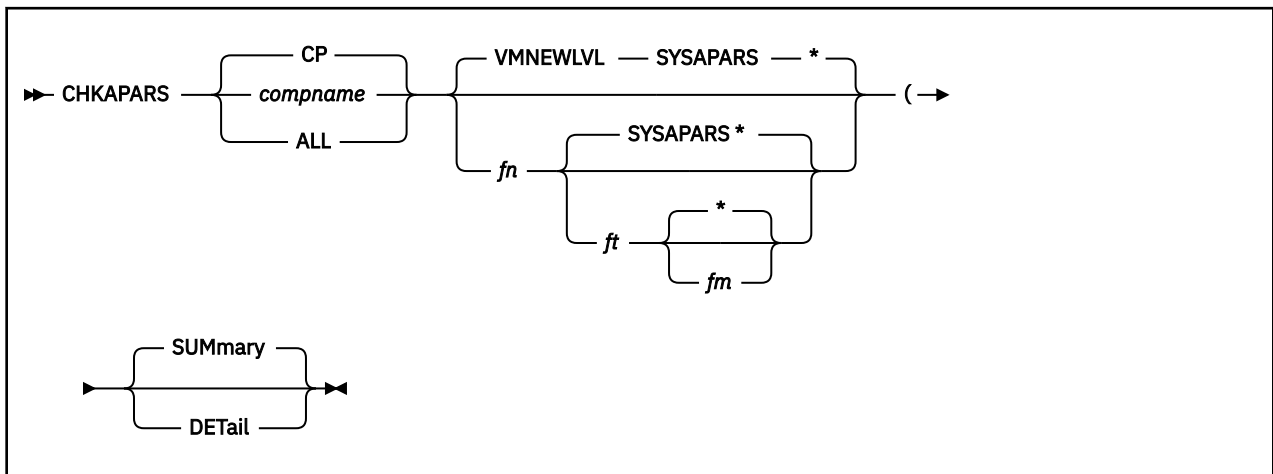 CP
VMNEWLVL SYSAPARS *
CHKAPARS compname (
ALL
SYSAPARS *
fn
*
ft
fm
SUMmary
DETail